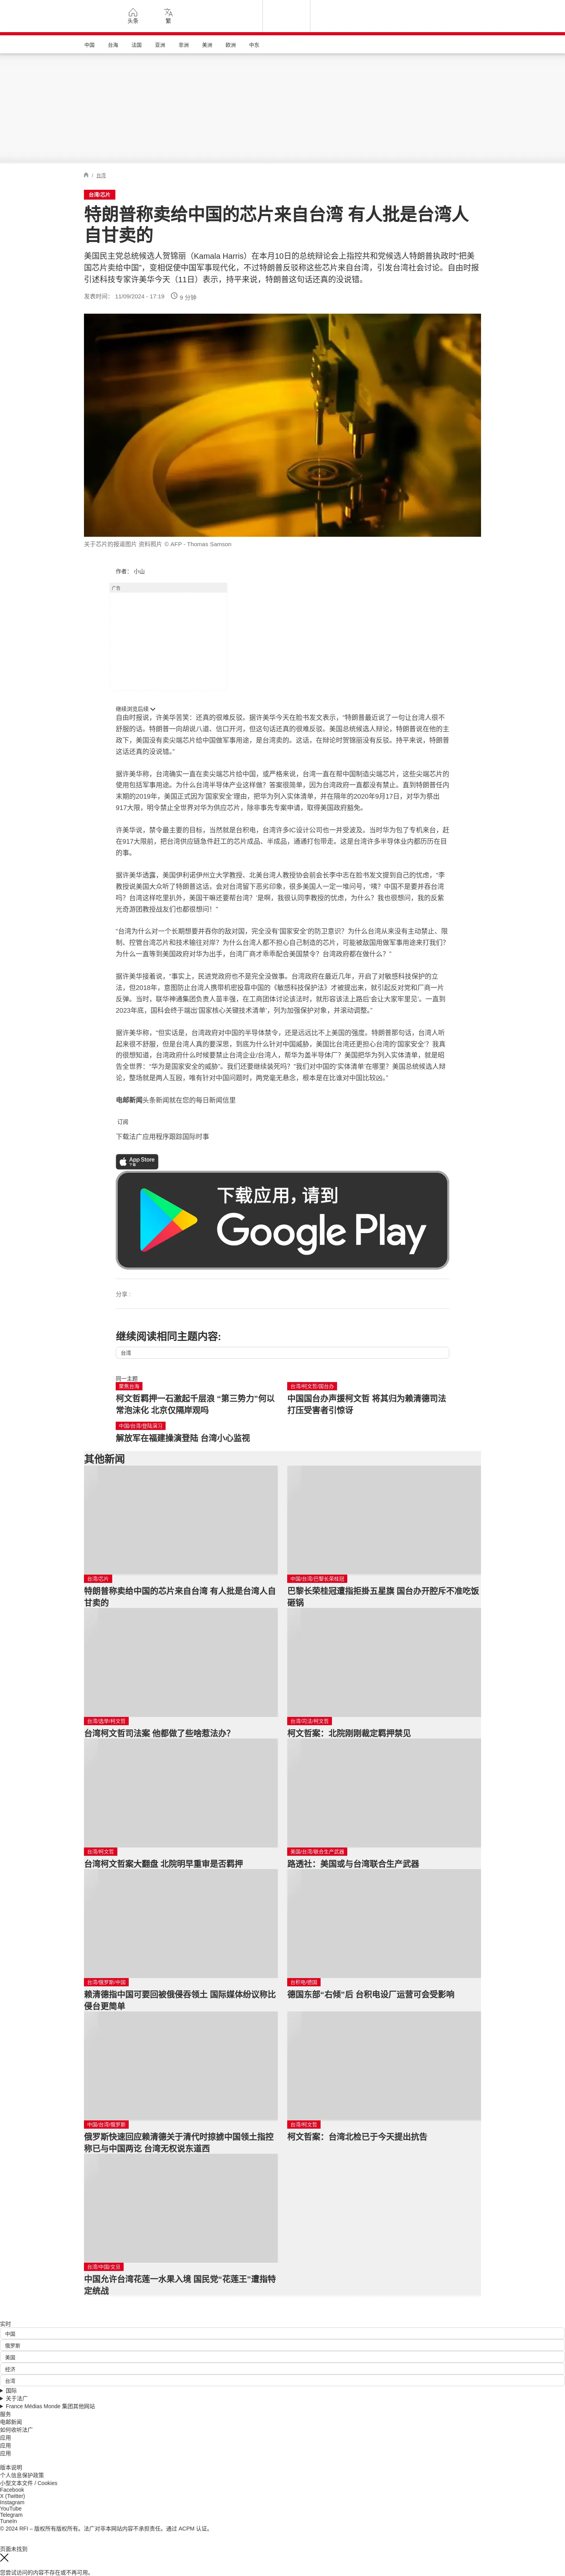 头条
繁
中国 台海 法国 亚洲 非洲 美洲 欧洲 中东
/ 台湾
台湾/芯片
特朗普称卖给中国的芯片来自台湾 有人批是台湾人
自甘卖的
美国民主党总统候选人贺锦丽（Kamala Harris）在本月10日的总统辩论会上指控共和党候选人特朗普执政时“把美
国芯片卖给中国”，变相促使中国军事现代化，不过特朗普反驳称这些芯片来自台湾，引发台湾社会讨论。自由时报
引述科技专家许美华今天（11日）表示，持平来说，特朗普这句话还真的没说错。
发表时间： 11/09/2024 - 17:19 9 分钟
关于芯片的报道图片 资料照片 © AFP - Thomas Samson
作者： 小山
广告
继续浏览后续
自由时报说，许美华苦笑：还真的很难反驳。据许美华今天在脸书发文表示，“特朗普最近说了一句让台湾人很不
舒服的话。特朗普一向胡说八道、信口开河，但这句话还真的很难反驳。美国总统候选人辩论，特朗普说在他的主
政下，美国没有卖尖端芯片给中国做军事用途，是台湾卖的。这话，在辩论时贺锦丽没有反驳。持平来说，特朗普
这话还真的没说错。”
据许美华称，台湾确实一直在卖尖端芯片给中国，或严格来说，台湾一直在帮中国制造尖端芯片，这些尖端芯片的
使用包括军事用途。为什么台湾半导体产业这样做？答案很简单，因为台湾政府一直都没有禁止。直到特朗普任内
末期的2019年，美国正式因为‘国家安全’理由，把华为列入实体清单，并在隔年的2020年9月17日，对华为祭出
917大限，明令禁止全世界对华为供应芯片，除非事先专案申请，取得美国政府豁免。
许美华说，禁令最主要的目标，当然就是台积电，台湾许多IC设计公司也一并受波及。当时华为包了专机来台，赶
在917大限前，把台湾供应链急件赶工的芯片成品、半成品，通通打包带走。这是台湾许多半导体业内都历历在目
的事。
据许美华透露，美国伊利诺伊州立大学教授、北美台湾人教授协会前会长李中志在脸书发文提到自己的忧虑，“李
教授说美国大众听了特朗普这话，会对台湾留下恶劣印象，很多美国人一定一堆问号，‘嘎？中国不是要并吞台湾
吗？台湾这样吃里扒外，美国干嘛还要帮台湾？’是啊，我很认同李教授的忧虑，为什么？我也很想问，我的反紫
光奇游团教授战友们也都很想问！”
“台湾为什么对一个长期想要并吞你的敌对国，完全没有‘国家安全’的防卫意识？为什么台湾从来没有主动禁止、限
制、控管台湾芯片和技术输往对岸？为什么台湾人都不担心自己制造的芯片，可能被敌国用做军事用途来打我们？
为什么一直等到美国政府对华为出手，台湾厂商才乖乖配合美国禁令？台湾政府都在做什么？”
据许美华接着说，“事实上，民进党政府也不是完全没做事。台湾政府在最近几年，开启了对敏感科技保护的立
法，但2018年，意图防止台湾人携带机密投靠中国的《敏感科技保护法》才被提出来，就引起反对党和厂商一片
反弹。当时，联华神通集团负责人苗丰强，在工商团体讨论该法时，就形容该法上路后‘会让大家牢里见’。一直到
2023年底，国科会终于端出‘国家核心关键技术清单’，列为加强保护对象，并滚动调整。”
据许美华称，“但实话是，台湾政府对中国的半导体禁令，还是远远比不上美国的强度。特朗普那句话，台湾人听
起来很不舒服，但是台湾人真的要深思，到底为什么针对中国威胁，美国比台湾还更担心台湾的‘国家安全’？我真
的很想知道，台湾政府什么时候要禁止台湾企业/台湾人，帮华为盖半导体厂？美国把华为列入实体清单，就是昭
告全世界：“华为是国家安全的威胁”。我们还要继续装死吗？”我们对中国的‘实体清单’在哪里？美国总统候选人辩
论，整场就是两人互殴，唯有针对中国问题时，两党毫无悬念，根本是在比谁对中国比较凶。”
电邮新闻头条新闻就在您的每日新闻信里
订阅
下载法广应用程序跟踪国际时事
App Store
下载
下载应用，请到
Google Play
分享 :
继续阅读相同主题内容:
台湾
同一主题
聚焦台海
柯文哲羁押一石激起千层浪 “第三势力”何以
常泡沫化 北京仅隔岸观吗
台湾/柯文哲/国台办
中国国台办声援柯文哲 将其归为赖清德司法
打压受害者引惊讶
中国/台湾/登陆演习
解放军在福建操演登陆 台湾小心监视
其他新闻
台湾/芯片
特朗普称卖给中国的芯片来自台湾 有人批是台湾人自
甘卖的
中国/台湾/巴黎长荣桂冠
巴黎长荣桂冠遭指拒掛五星旗 国台办开腔斥不准吃饭
砸锅
台湾/选举/柯文哲
台湾柯文哲司法案 他都做了些啥惹法办？
台湾/司法/柯文哲
柯文哲案：北院刚刚裁定羁押禁见
台湾/柯文哲
台湾柯文哲案大翻盘 北院明早重审是否羁押
美国/台湾/联合生产武器
路透社：美国或与台湾联合生产武器
台湾/俄罗斯/中国
赖清德指中国可要回被俄侵吞领土 国际媒体纷议称比
侵台更简单
台积电/德国
德国东部“右倾”后 台积电设厂运营可会受影响
中国/台湾/俄罗斯
俄罗斯快速回应赖清德关于清代时掠掳中国领土指控
称已与中国两讫 台湾无权说东道西
台湾/柯文哲
柯文哲案：台湾北检已于今天提出抗告
台湾/中国/文旦
中国允许台湾花莲一水果入境 国民党“花莲王”遭指特
定统战
实时
中国
俄罗斯
美国
经济
台湾
国际
关于法广
France Médias Monde 集团其他网站
服务
电邮新闻
如何收听法广
应用
应用
应用
版本说明
个人信息保护政策
小型文本文件 / Cookies
Facebook
X (Twitter)
Instagram
YouTube
Telegram
TuneIn
© 2024 RFI – 版权所有版权所有。法广对非本网站内容不承担责任。通过 ACPM 认证。
页面未找到
您尝试访问的内容不存在或不再可用。